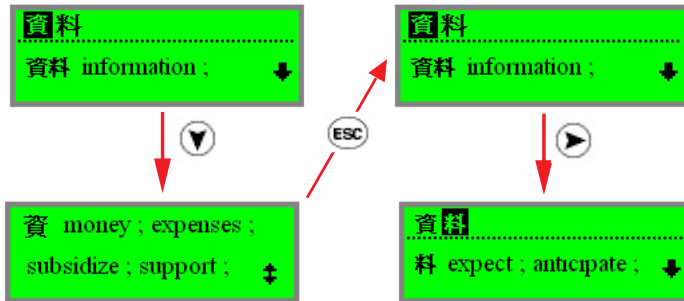 資料
資料 information ;
資料
資料 information ;
ESC
資 money ; expenses ;
subsidize ; support ;
資料
料 expect ; anticipate ;